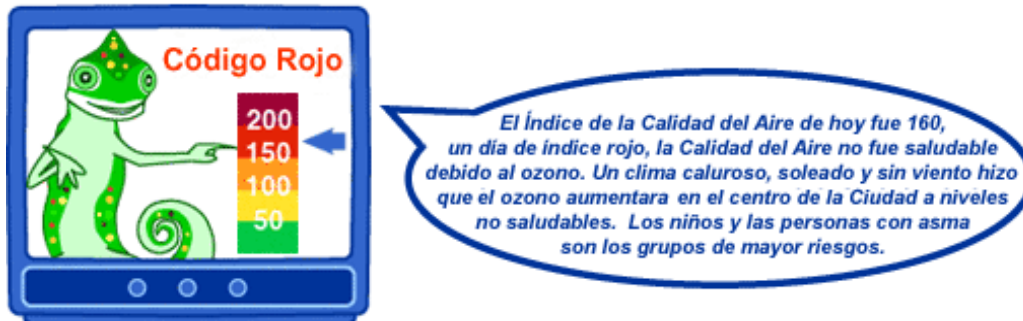 Código Rojo
200
150
100
50
El Índice de la Calidad del Aire de hoy fue 160,
un día de índice rojo, la Calidad del Aire no fue saludable
debido al ozono. Un clima caluroso, soleado y sin viento hizo
que el ozono aumentara en el centro de la Ciudad a niveles
no saludables. Los niños y las personas con asma
son los grupos de mayor riesgos.